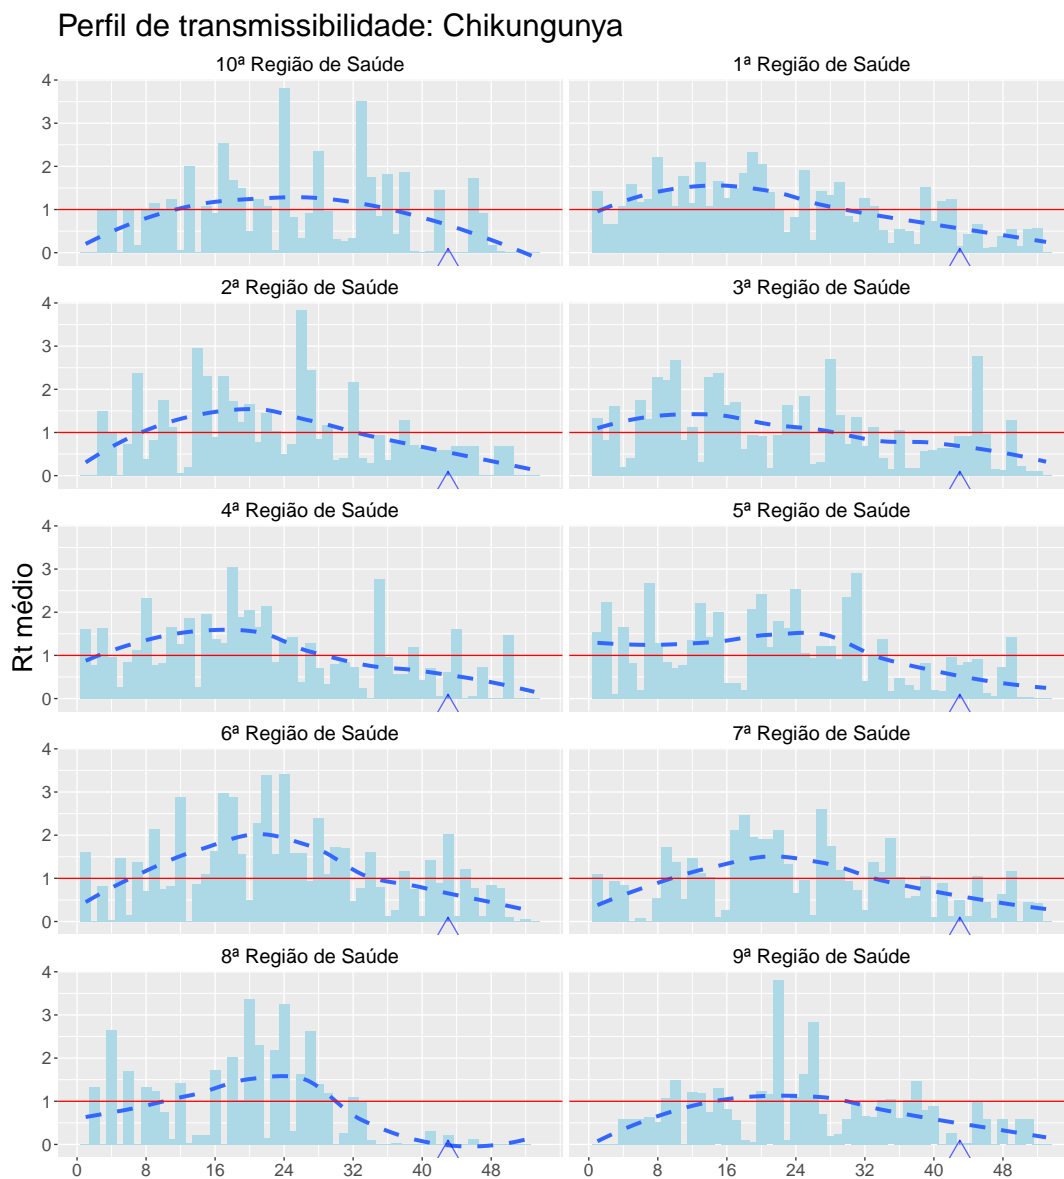 Perfil de transmissibilidade: Chikungunya
10ª Região de Saúde
1ª Região de Saúde
4
3
2
1
0
2ª Região de Saúde
3ª Região de Saúde
4
3
2
1
0
4ª Região de Saúde
5ª Região de Saúde
4
3
2
1
0
Rt médio
6ª Região de Saúde
7ª Região de Saúde
4
3
2
1
0
8ª Região de Saúde
9ª Região de Saúde
4
3
2
1
0
0 8 16 24 32 40 48
0 8 16 24 32 40 48